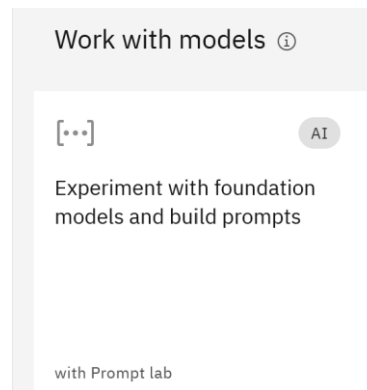 Work with models
AI
Experiment with foundation
models and build prompts
with Prompt lab